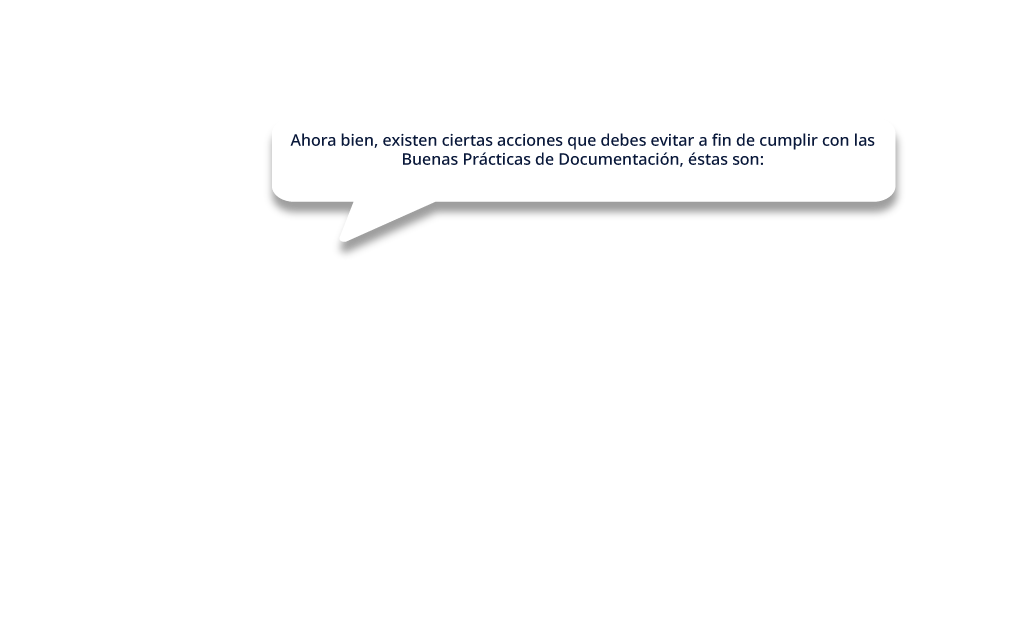 Ahora bien, existen ciertas acciones que debes evitar a fin de cumplir con las
Buenas Prácticas de Documentación, éstas son: